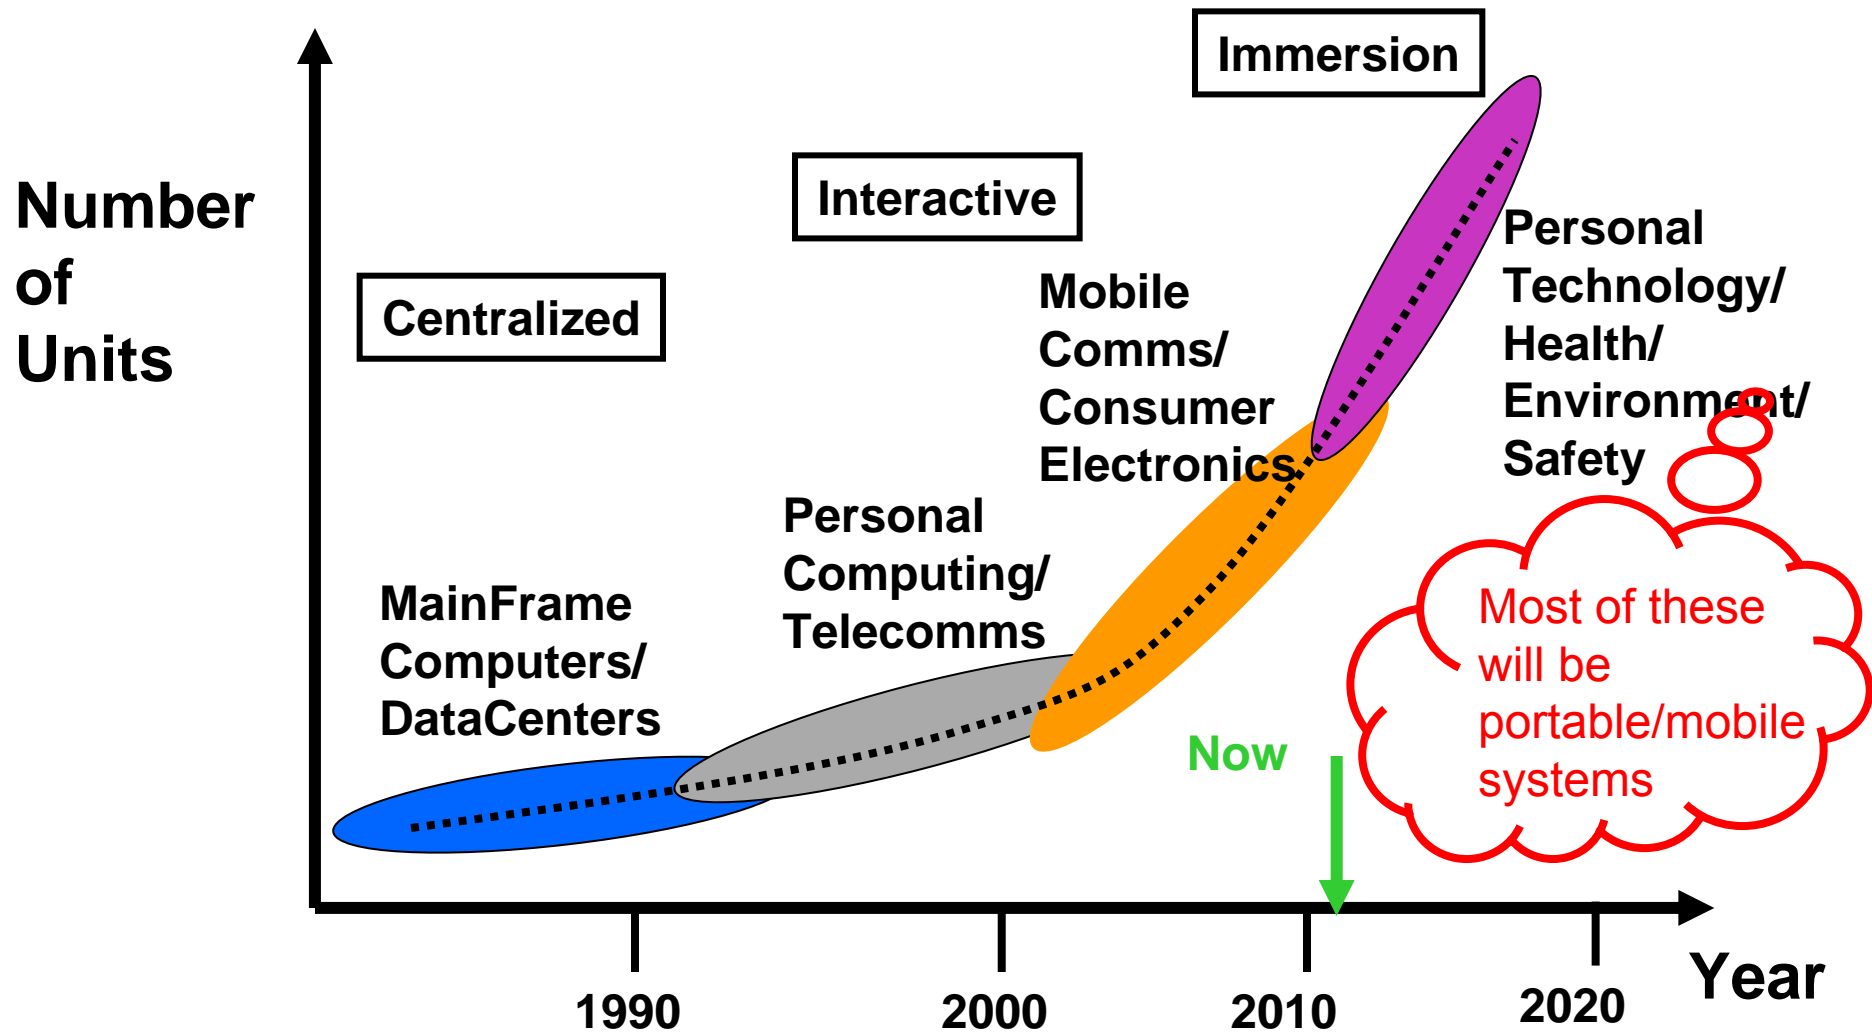 Immersion
Interactive
Centralized
Number
of
Units
Mobile
Comms/
Consumer
Electronics
Personal
Technology/
Health/
Environment/
Safety
Personal
Computing/
Telecomms
MainFrame
Computers/
DataCenters
Most of these
will be
portable/mobile
systems
Now
Year
1990
2000
2010
2020